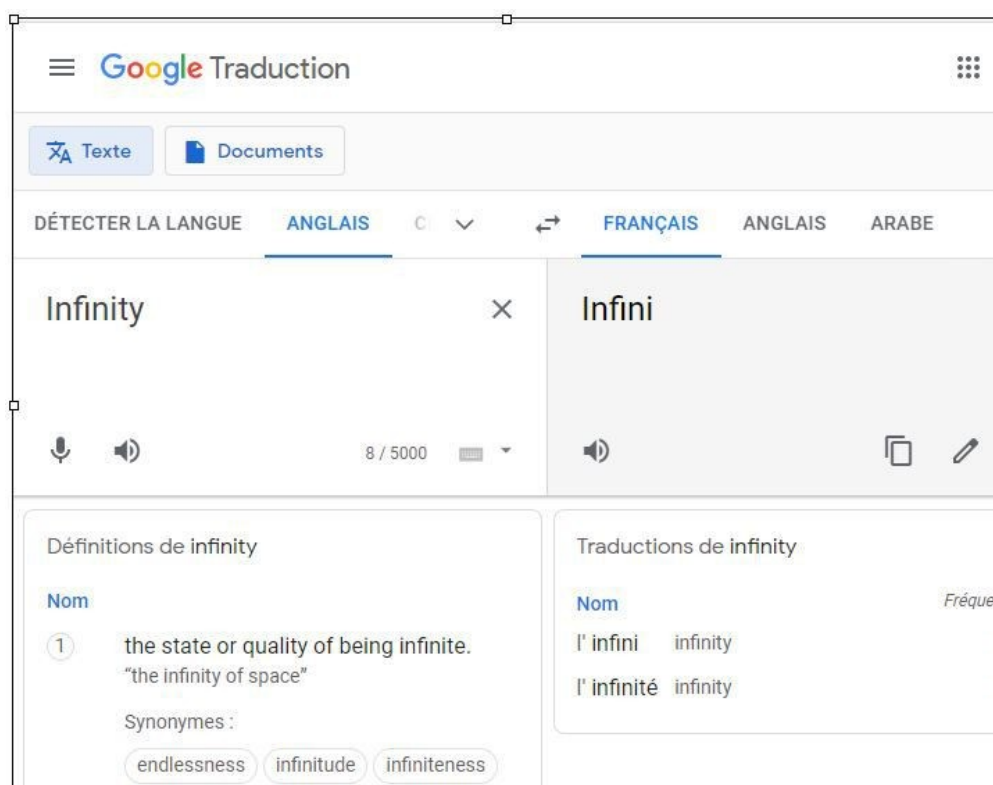 Google Traduction
Texte Documents
DÉTECTER LA LANGUE ANGLAIS C FRANÇAIS ANGLAIS ARABE
Infinity Infini
8 / 5000
Définitions de infinity
Nom
1 the state or quality of being infinite.
“the infinity of space”
Synonymes :
endlessness infinitude infiniteness
Traductions de infinity
Nom Fréque
l' infini infinity
l' infinité infinity